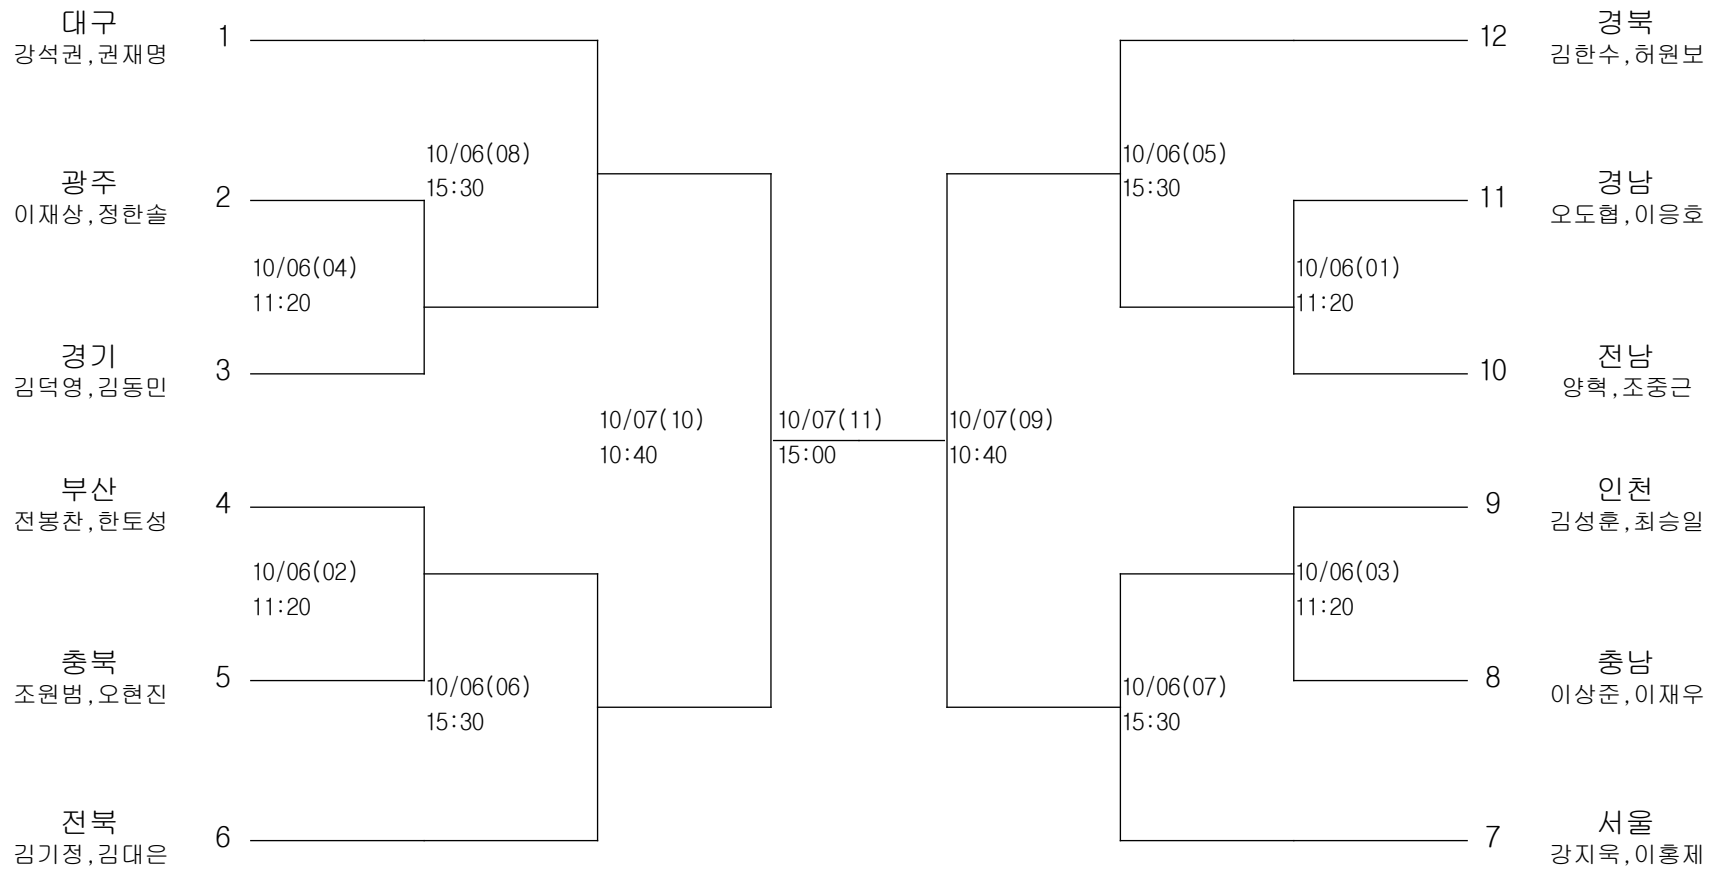 대구
강석권,권재명
1
광주
이재상,정한솔
2
경기
김덕영,김동민
3
부산
전봉찬,한토성
4
충북
조원범,오현진
5
전북
김기정,김대은
6
10/06(08)
15:30
10/06(04)
11:20
10/06(02)
11:20
10/06(06)
15:30
10/07(10)
10:40
10/07(11)
15:00
10/07(09)
10:40
10/06(05)
15:30
10/06(01)
11:20
10/06(03)
11:20
10/06(07)
15:30
12
경북
김한수,허원보
11
경남
오도협,이응호
10
전남
양혁,조중근
9
인천
김성훈,최승일
8
충남
이상준,이재우
7
서울
강지욱,이홍제